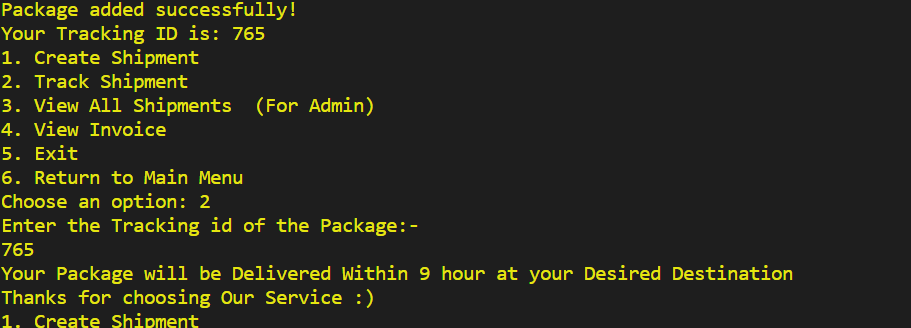 Package added successfully!
Your Tracking ID is: 765
1. Create Shipment
2. Track Shipment
3. View All Shipments  (For Admin)
4. View Invoice
5. Exit
6. Return to Main Menu
Choose an option: 2
Enter the Tracking id of the Package:-
765
Your Package will be Delivered Within 9 hour at your Desired Destination
Thanks for choosing Our Service :)
1. Create Shipment